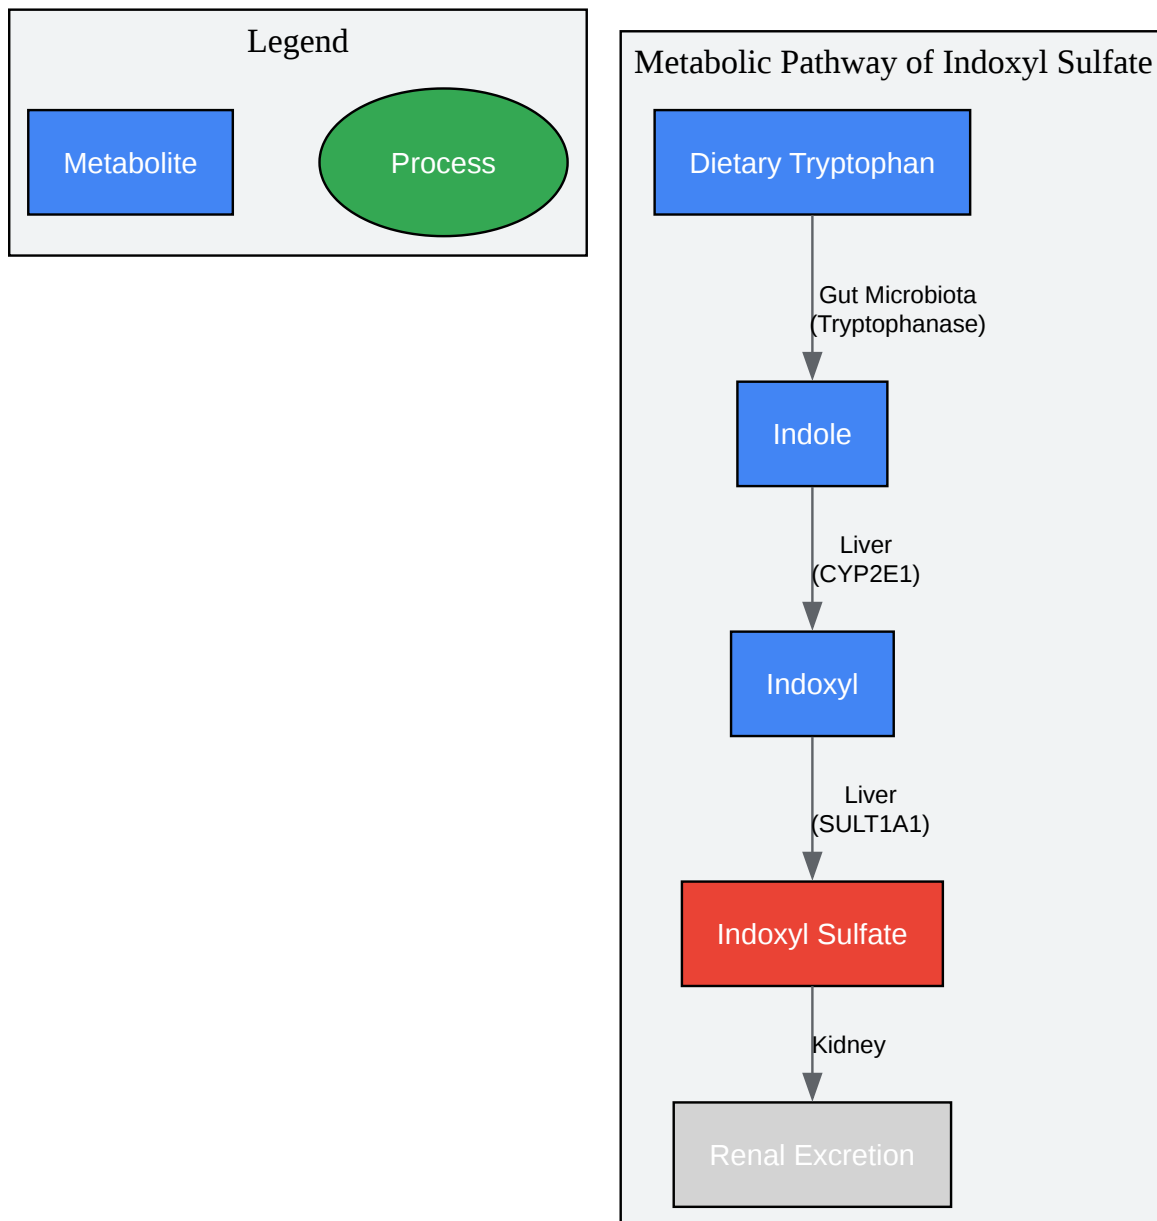 Legend
Metabolite
Process
Metabolic Pathway of Indoxyl Sulfate
Dietary Tryptophan
Gut Microbiota
(Tryptophanase)
Indole
Liver
(CYP2E1)
Indoxyl
Liver
(SULT1A1)
Indoxyl Sulfate
Kidney
Renal Excretion